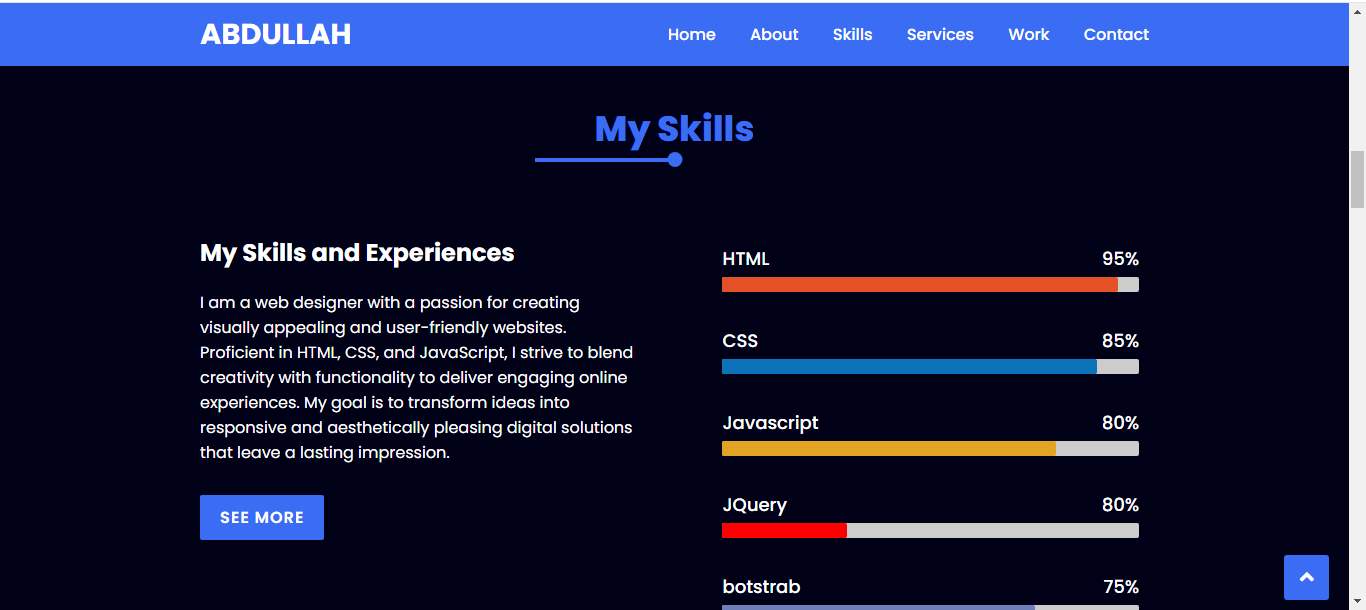 ABDULLAH
Home About Skills Services Work Contact
My Skills
My Skills and Experiences
I am a web designer with a passion for creating
visually appealing and user-friendly websites.
Proficient in HTML, CSS, and JavaScript, I strive to blend
creativity with functionality to deliver engaging online
experiences. My goal is to transform ideas into
responsive and aesthetically pleasing digital solutions
that leave a lasting impression.
SEE MORE
HTML 95%
CSS 85%
Javascript 80%
JQuery 80%
botstrab 75%